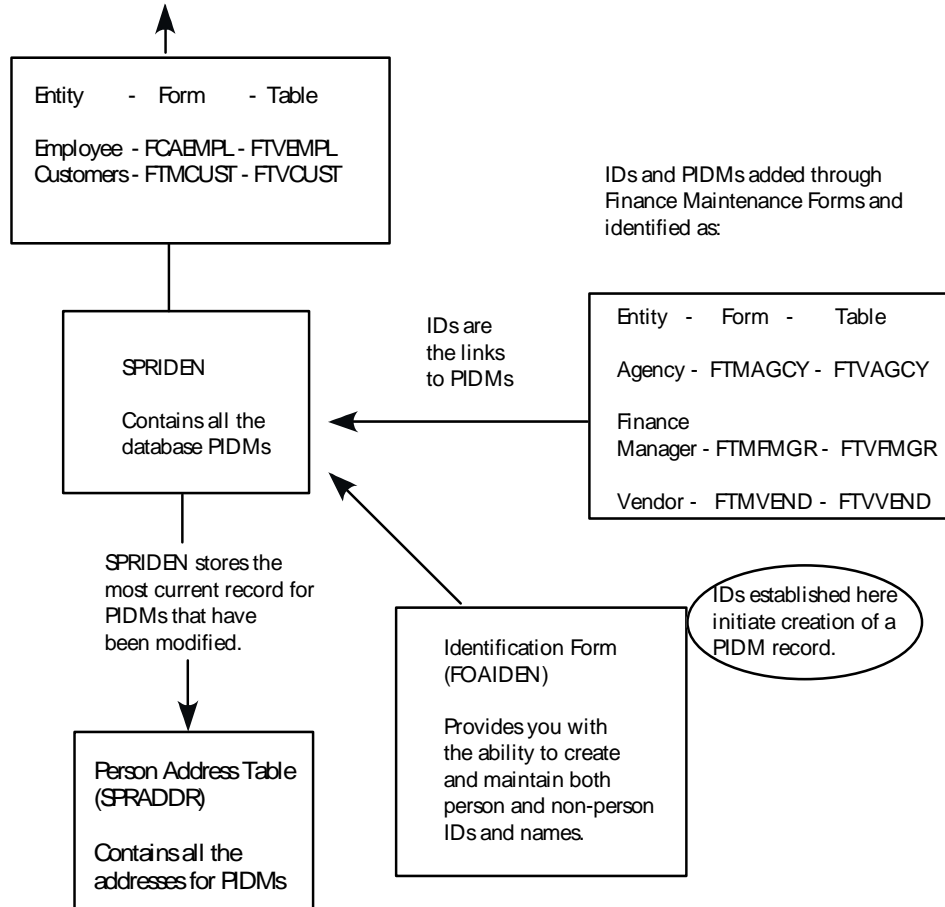 Entity - Form - Table
Employee - FCAEMPL - FTVEMPL
Customers - FTMCUST - FTVCUST
IDs and PIDMs added through
Finance Maintenance Forms and
identified as:
Entity - Form - Table
Agency - FTMAGCY - FTVAGCY
Finance
Manager - FTMFMGR - FTVFMGR
Vendor - FTMVEND - FTVVEND
IDs are
the links
to PIDMs
SPRIDEN
Contains all the
database PIDMs
SPRIDEN stores the
most current record for
PIDMs that have
been modified.
IDs established here
initiate creation of a
PIDM record.
Identification Form
(FOAIDEN)
Provides you with
the ability to create
and maintain both
person and non-person
IDs and names.
Person Address Table
(SPRADDR)
Contains all the
addresses for PIDMs